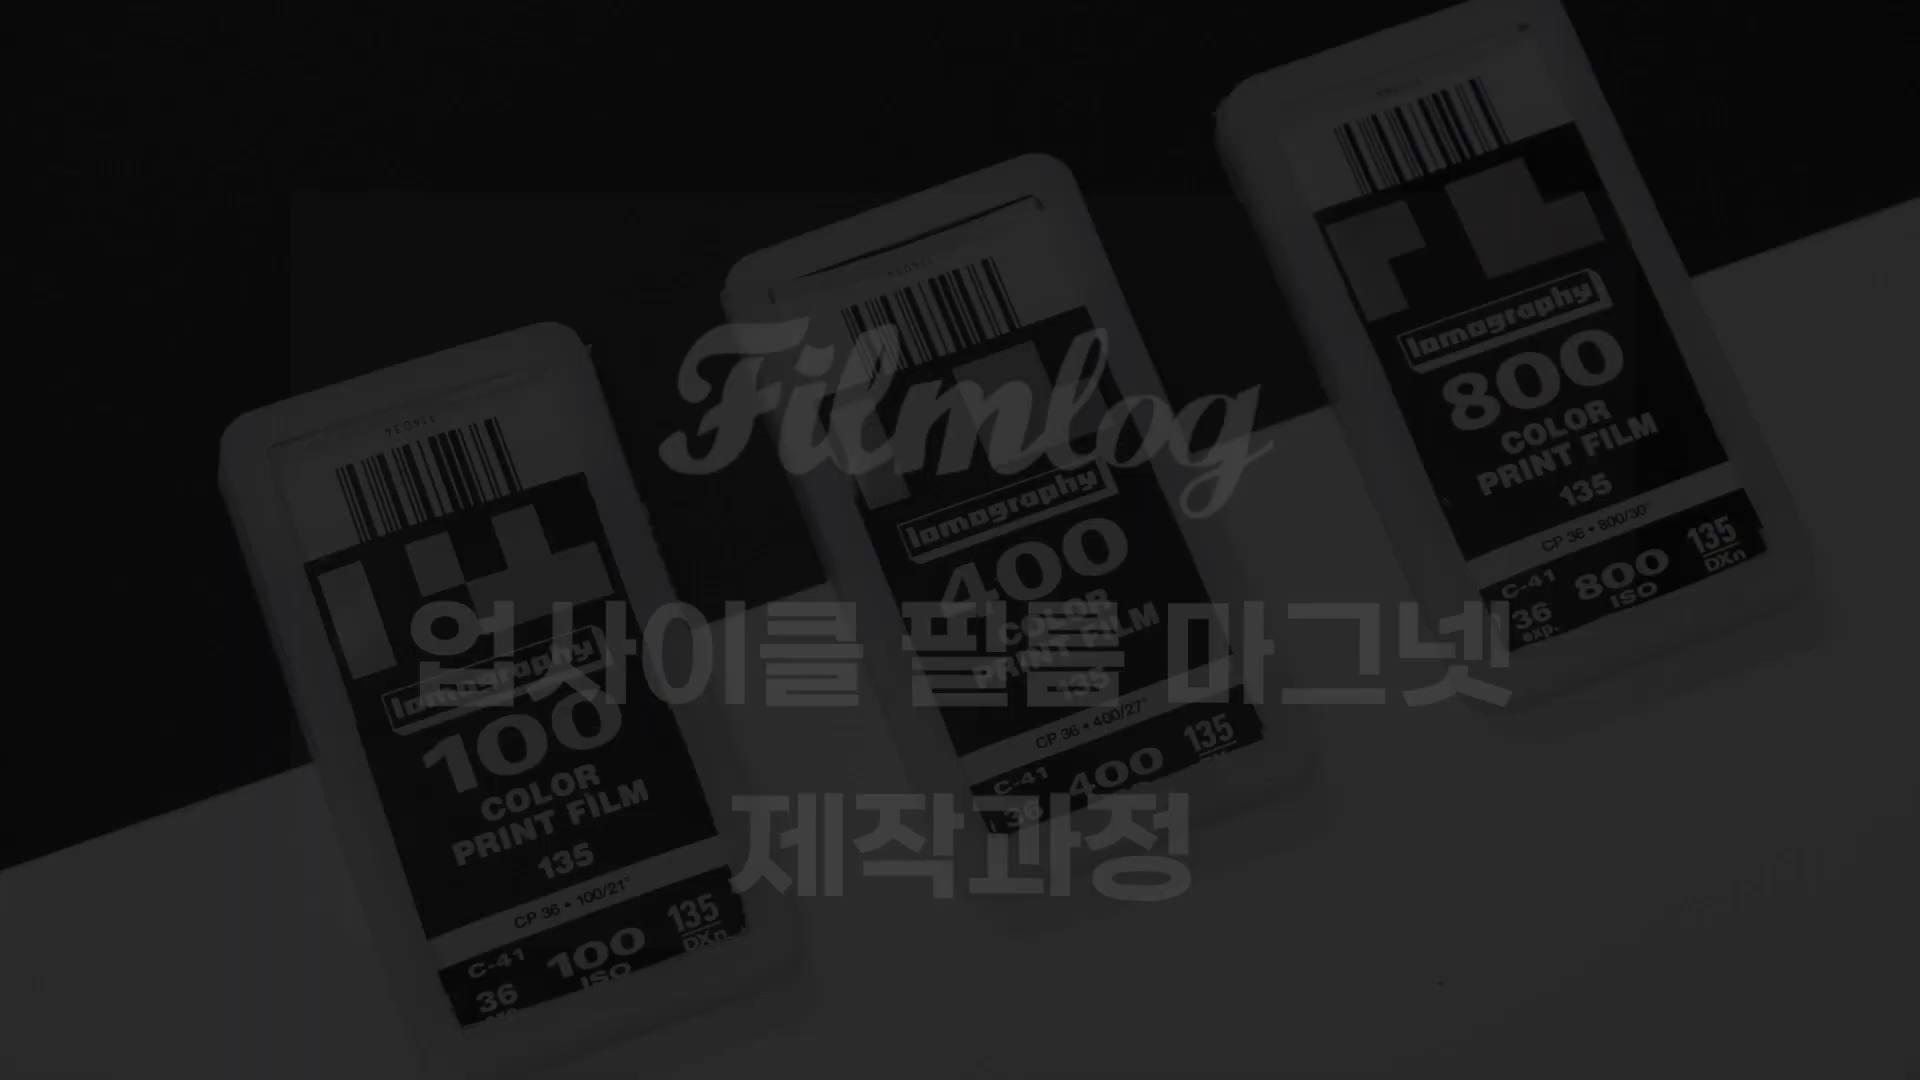 Filmlog
업사이클 필름 마그넷
제작과정
114034
lomography
100
COLOR
PRINT FILM
135
CP 36 • 100/21°
C-41 100 135
36 ISO DXn
lomography
400
COLOR
PRINT FILM
135
CP 36 • 400/27°
C-41 400 135
36
lomography
800
COLOR
PRINT FILM
135
CP 36 • 800/30°
C-41 800 135
36 ISO DXn
exp.